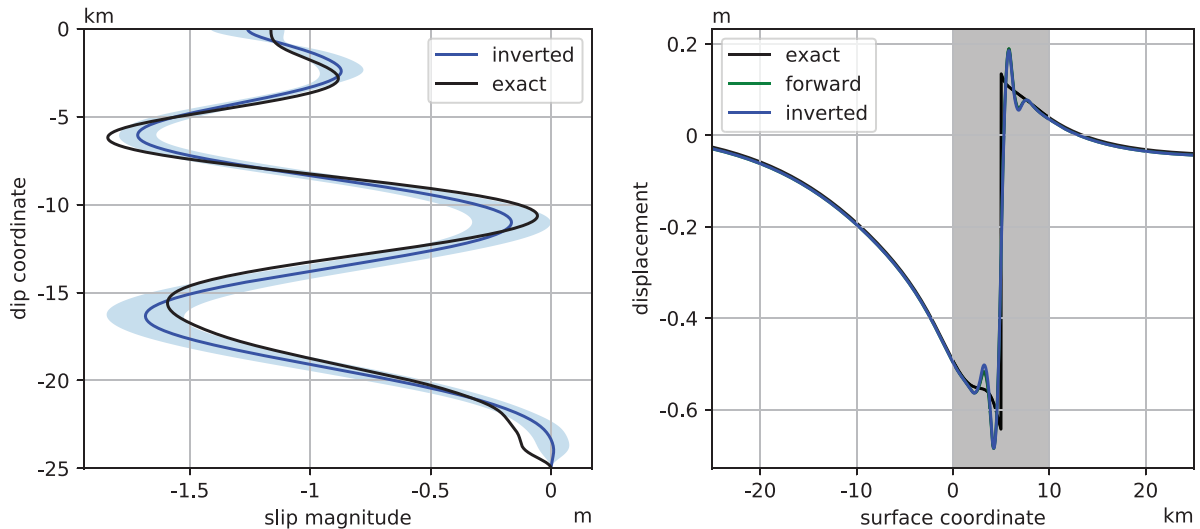 km
0
-5
-10
-15
-20
-25
dip coordinate
-1.5
-1
-0.5
0
slip magnitude
m
inverted
exact
m
0.2
0
-0.2
-0.4
-0.6
displacement
-20
-10
0
10
20
surface coordinate
km
exact
forward
inverted